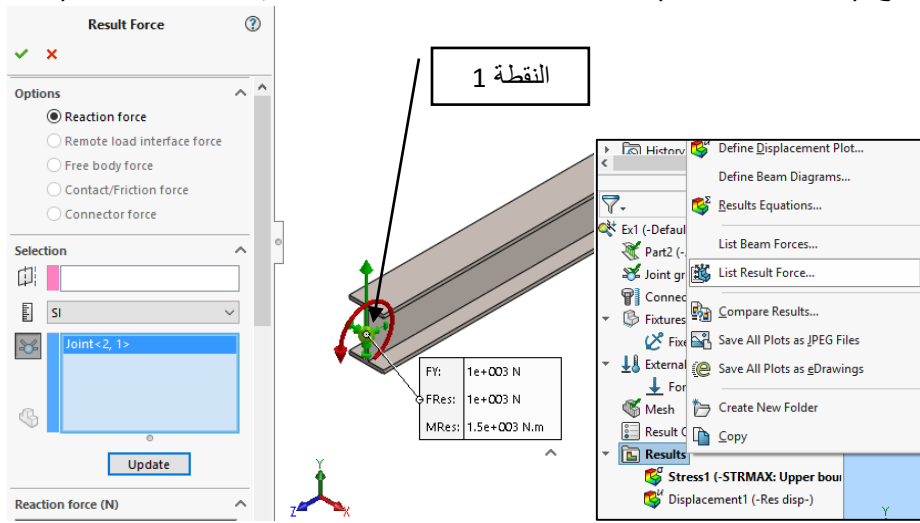 Result Force
Options
Reaction force
Remote load interface force
Free body force
Contact/Friction force
Connector force
Selection
SI
Joint<2, 1>
Update
Reaction force (N)
النقطة 1
FY: 1e+003 N
FRes: 1e+003 N
MRes: 1.5e+003 N.m
Y
Z
X
History
Ex1 (-Defaul
Part2 (-
Joint gr
Connec
Fixtures
Fixe
External
For
Mesh
Result O
Results
Stress1 (-STRMAX: Upper bou
Displacement1 (-Res disp-)
Define Displacement Plot...
Define Beam Diagrams...
Results Equations...
List Beam Forces...
List Result Force...
Compare Results...
Save All Plots as JPEG Files
Save All Plots as eDrawings
Create New Folder
Copy
Y